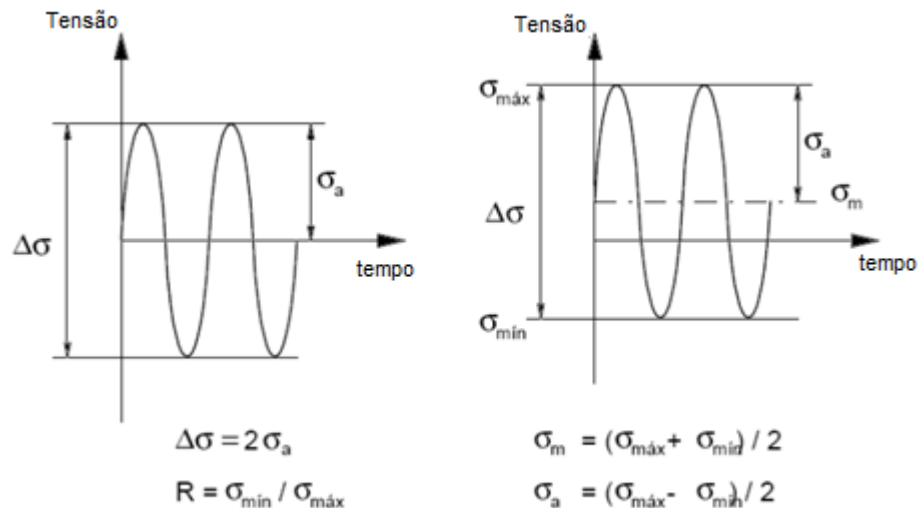 Tensão
Δσ
σa
tempo
Δσ = 2σa
R = σmín / σmáx
Tensão
σmáx
σa
Δσ
σm
tempo
σmín
σm = (σmáx+ σmín) / 2
σa = (σmáx- σmín) / 2